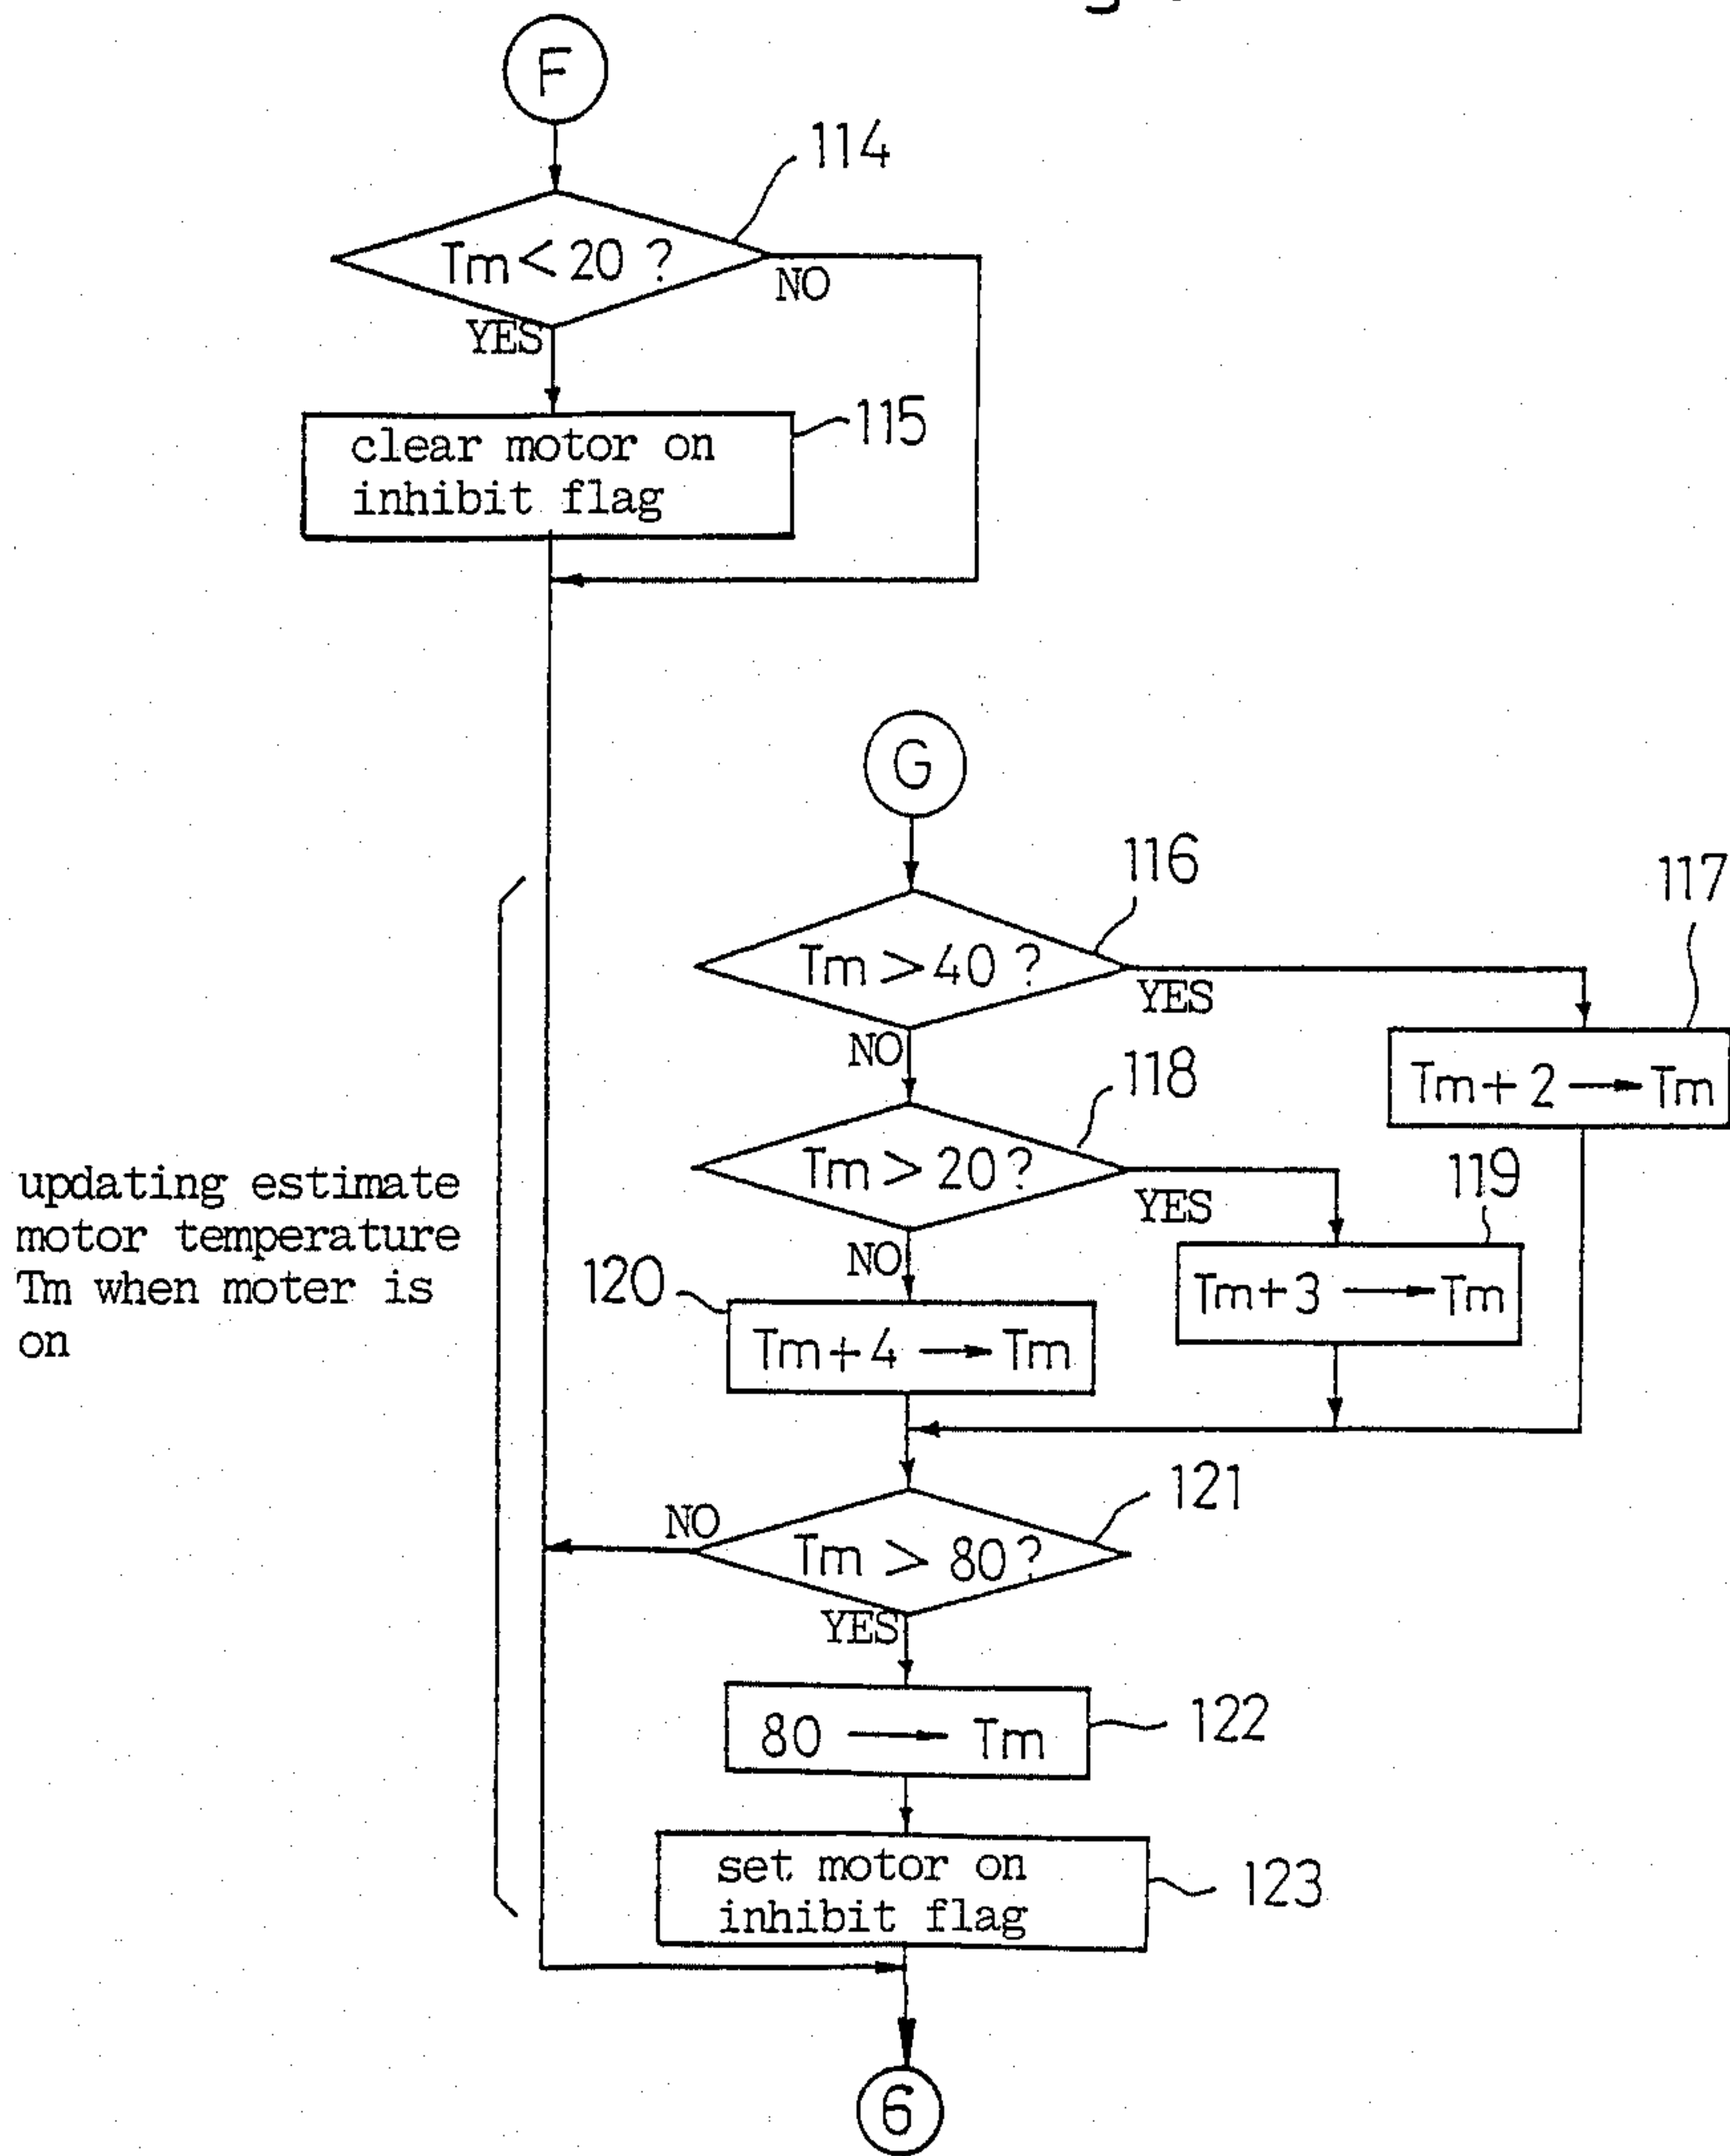 F
114
Tm < 20 ?
NO
YES
115
clear motor on
inhibit flag
G
116
117
Tm > 40 ?
YES
NO
Tm + 2 → Tm
118
Tm > 20 ?
YES
119
NO
Tm + 3 → Tm
updating estimate
motor temperature
Tm when moter is
on
120
Tm + 4 → Tm
121
NO
Tm > 80 ?
YES
122
80 → Tm
set motor on
inhibit flag
123
6